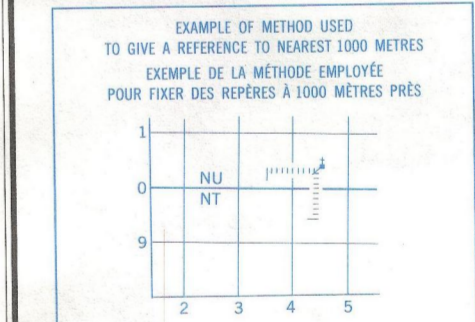 EXAMPLE OF METHOD USED
TO GIVE A REFERENCE TO NEAREST 1000 METRES
EXEMPLE DE LA MÉTHODE EMPLOYÉE
POUR FIXER DES REPÈRES À 1000 MÈTRES PRÈS
1
NU
0
NT
9
2 3 4 5